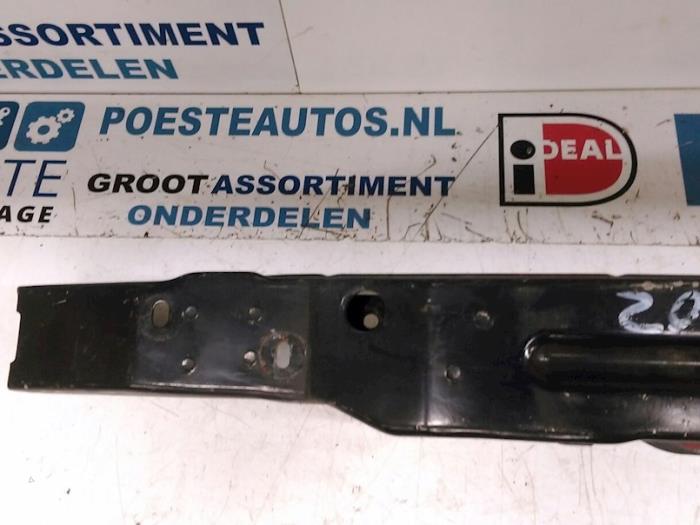 ASSORTIMENT
ONDERDELEN
POESTEAUTOS.NL
TE
AGE
GROOT ASSORTIMENT
ONDERDELEN
iDEAL